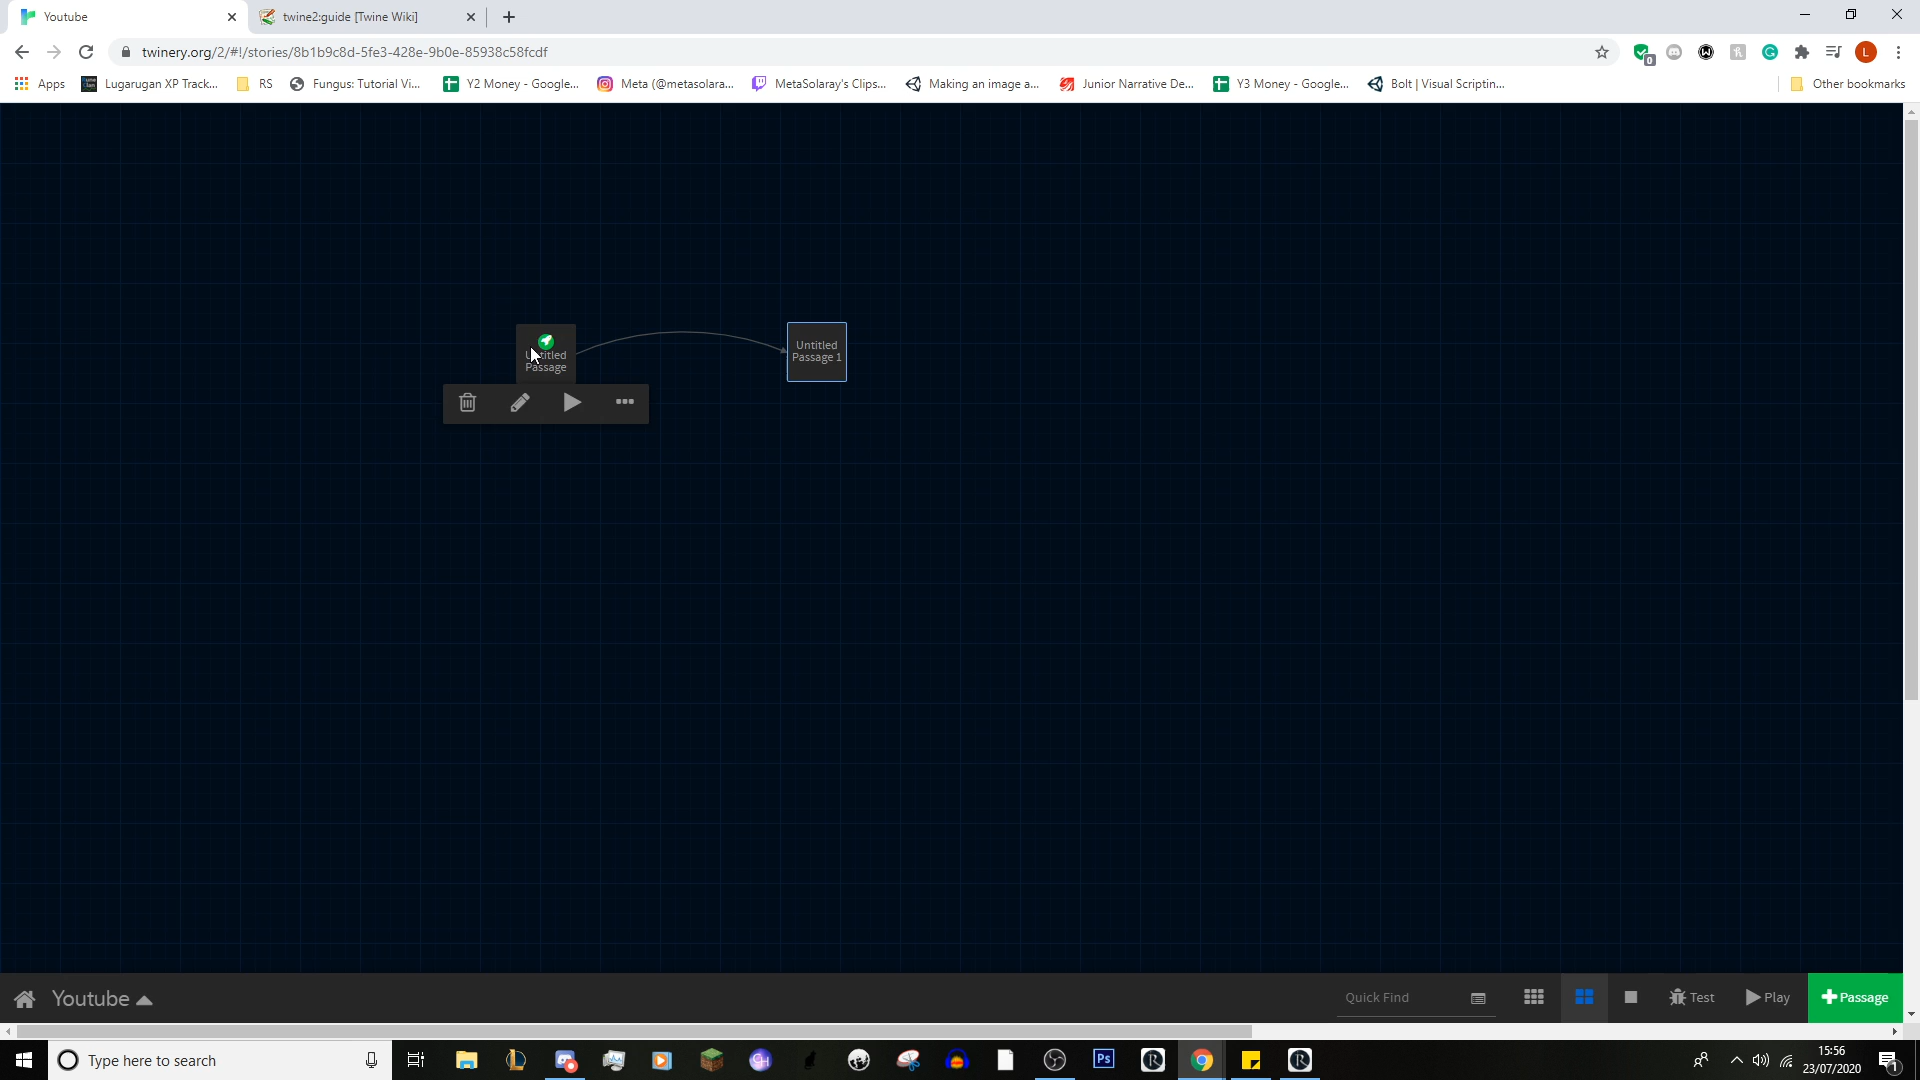 Youtube
twine2:guide [Twine Wiki]
twinery.org/2/#!/stories/8b1b9c8d-5fe3-428e-9b0e-85938c58fcdf
L
0
Apps
Lugarugan XP Track...
RS
Fungus: Tutorial Vi...
Y2 Money - Google...
Meta (@metasolara...
MetaSolaray's Clips...
Making an image a...
Junior Narrative De...
Y3 Money - Google...
Bolt | Visual Scriptin...
Other bookmarks
Untitled
Passage
Untitled
Passage 1
Youtube
Quick Find
Test
Play
Passage
Type here to search
Ps
15:56
23/07/2020
1